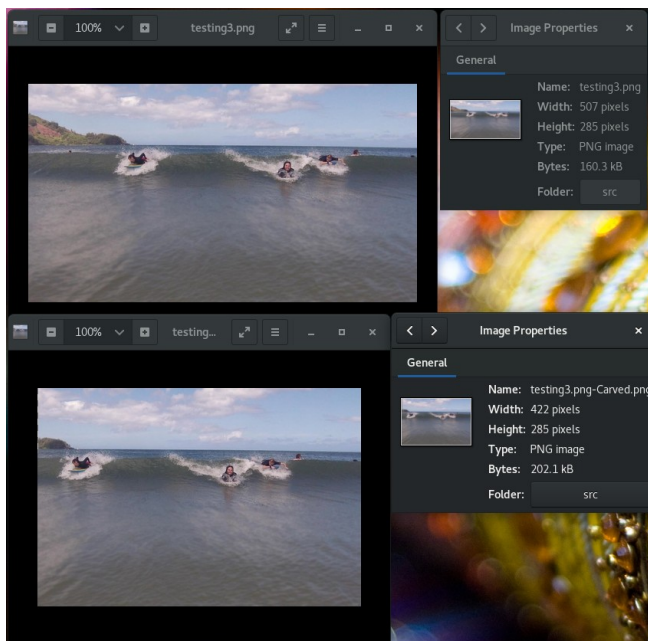 100%
testing3.png
Image Properties
General
Name: testing3.png
Width: 507 pixels
Height: 285 pixels
Type: PNG image
Bytes: 160.3 kB
Folder: src
100%
testing...
Image Properties
General
Name: testing3.png-Carved.png
Width: 422 pixels
Height: 285 pixels
Type: PNG image
Bytes: 202.1 kB
Folder: src